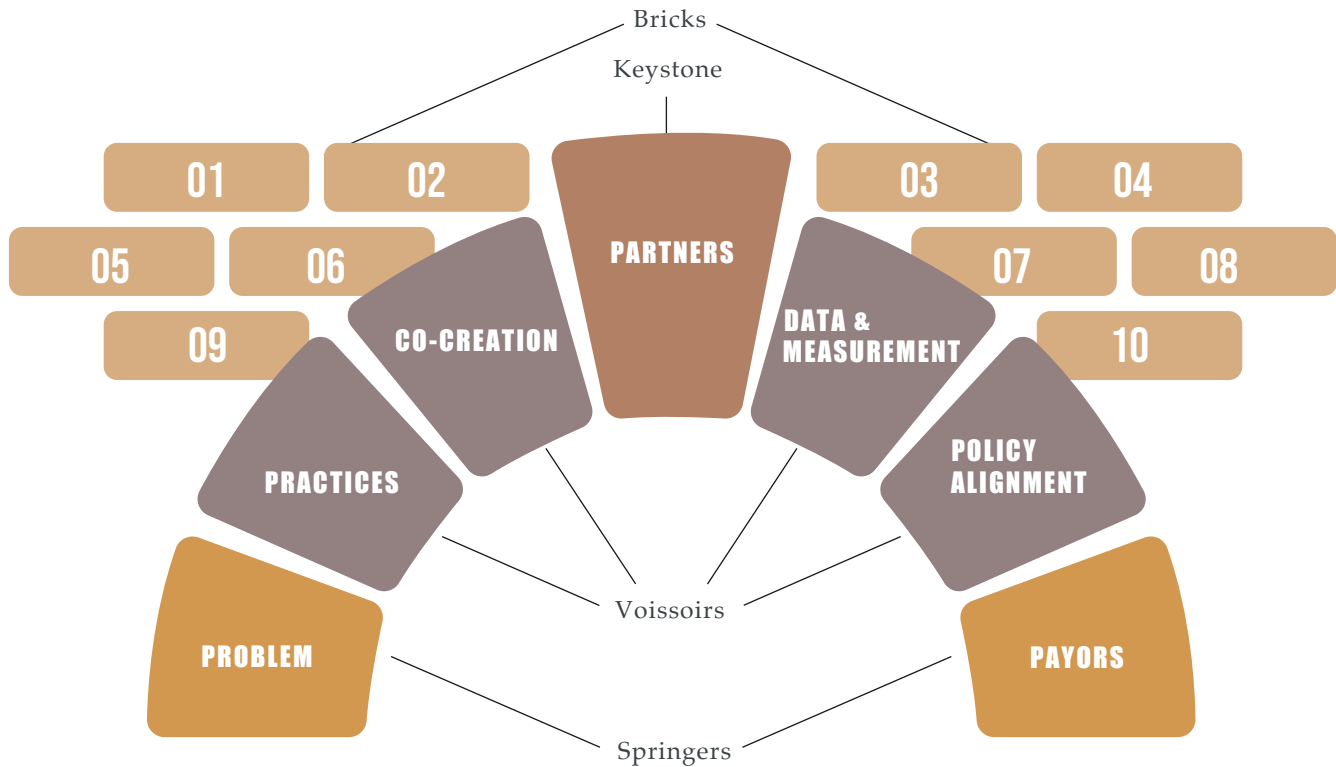 Bricks
Keystone
01
02
03
04
PARTNERS
05
06
07
08
CO-CREATION
DATA &
MEASUREMENT
09
10
PRACTICES
POLICY
ALIGNMENT
Voissoirs
PROBLEM
PAYORS
Springers